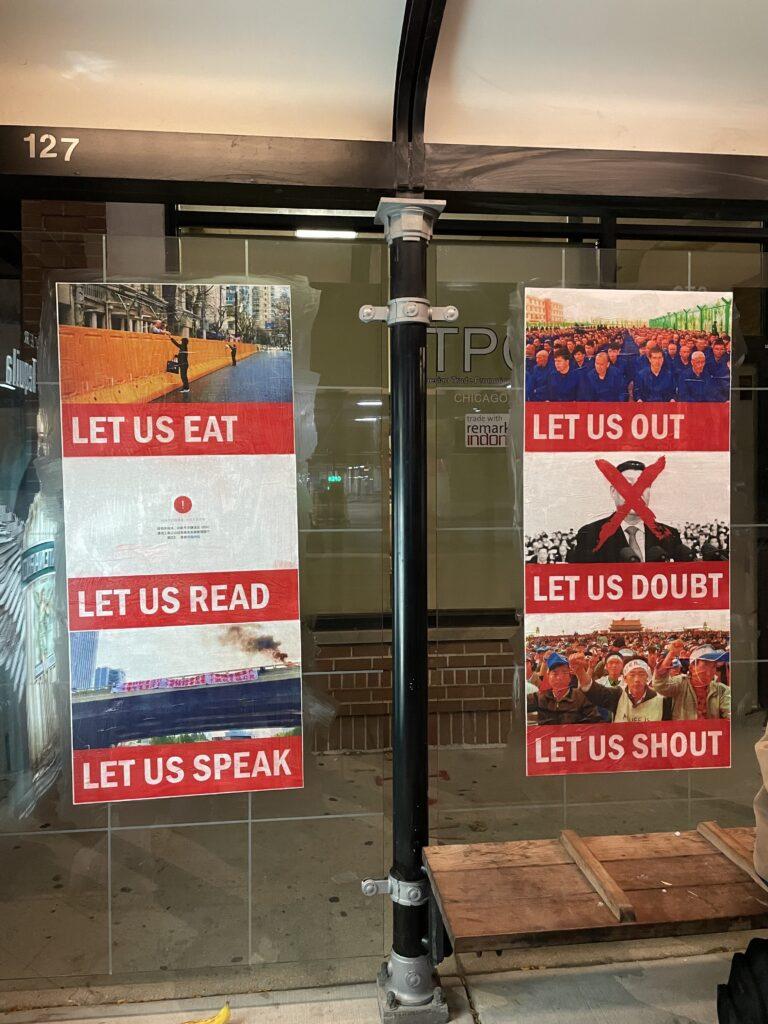 127
LET US EAT
LET US READ
LET US SPEAK
TPC
CHICAGO
trade with
remark
indon
LET US OUT
LET US DOUBT
LET US SHOUT